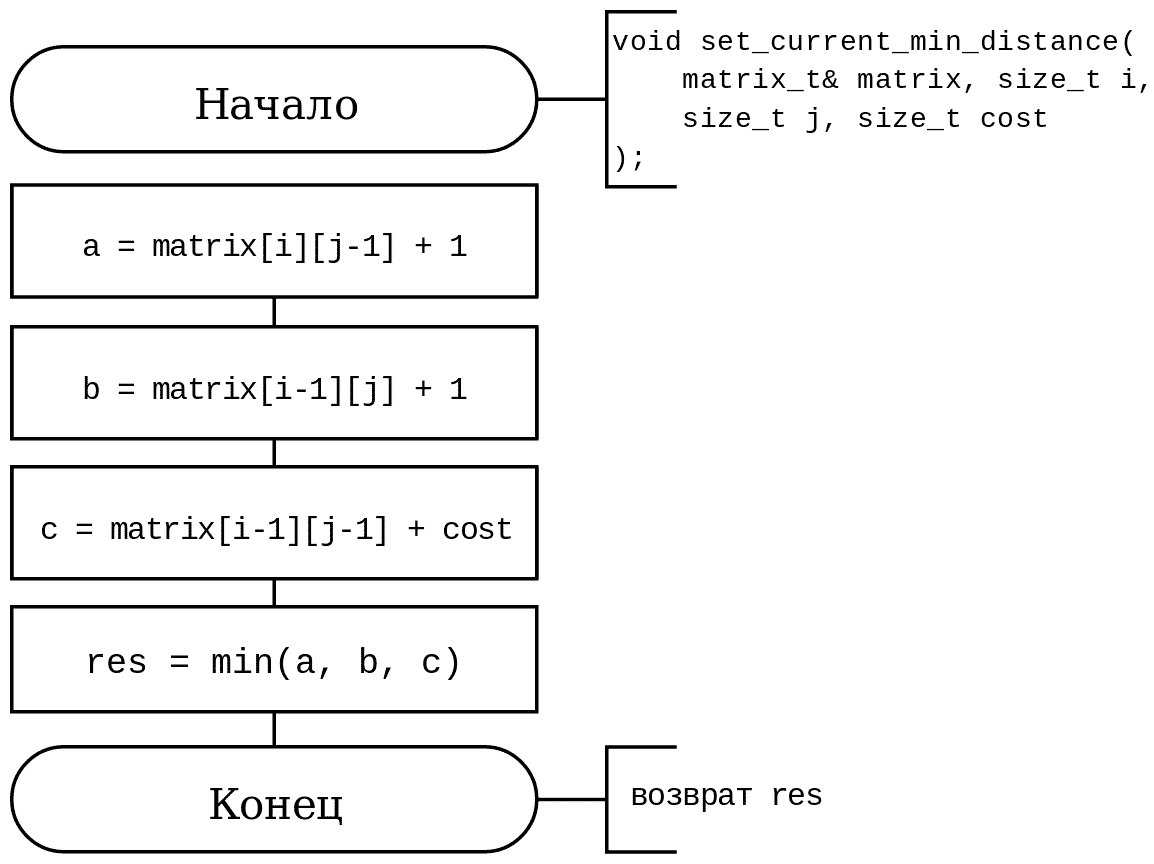 Начало
void set_current_min_distance(
matrix_t& matrix, size_t i,
size_t j, size_t cost
);
a = matrix[i][j-1] + 1
b = matrix[i-1][j] + 1
c = matrix[i-1][j-1] + cost
res = min(a, b, c)
Конец
возврат res